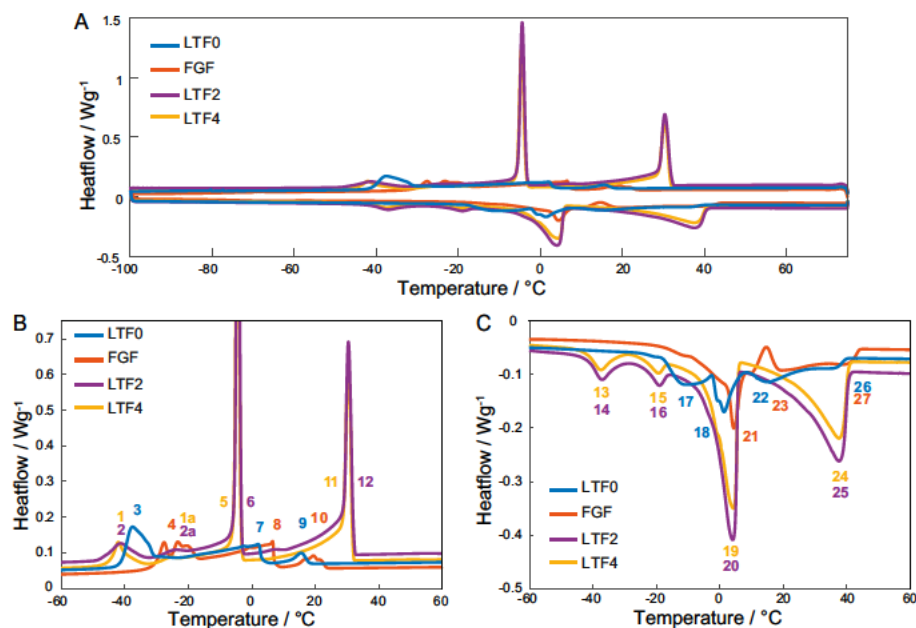 A
1.5
1
0.5
0
-0.5
Heatflow / Wg⁻¹
LTF0
FGF
LTF2
LTF4
-100 -80 -60 -40 -20 0 20 40 60
Temperature / °C
B
0.7
0.6
0.5
0.4
0.3
0.2
0.1
0
Heatflow / Wg⁻¹
LTF0
FGF
LTF2
LTF4
1 3 4 1a 5 6 7 8 9 10 11 12
2 2a
-60 -40 -20 0 20 40 60
Temperature / °C
C
0
-0.1
-0.2
-0.3
-0.4
-0.5
Heatflow / Wg⁻¹
13 15 17 22 26
14 16 18 21 23 27
24
25
19
20
LTF0
FGF
LTF2
LTF4
-60 -40 -20 0 20 40 60
Temperature / °C